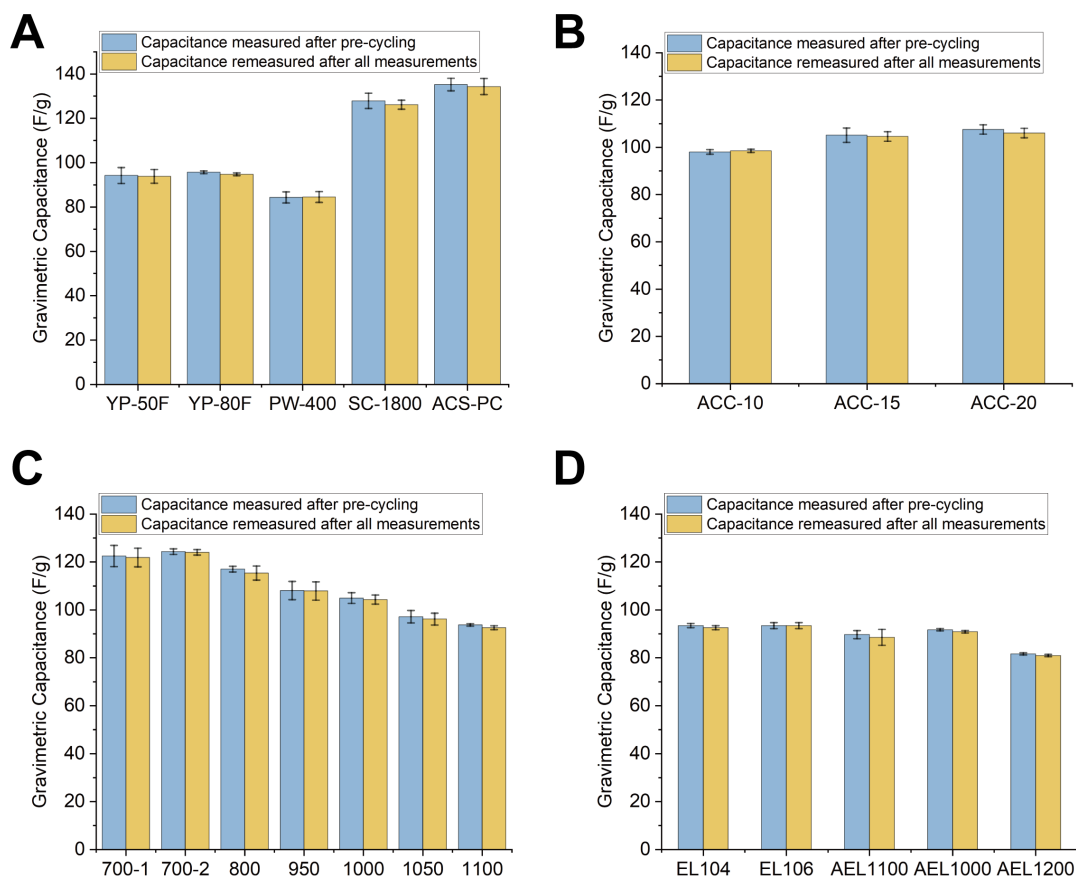 A
Capacitance measured after pre-cycling
Capacitance remeasured after all measurements
Gravimetric Capacitance (F/g)
140
120
100
80
60
40
20
0
YP-50F YP-80F PW-400 SC-1800 ACS-PC
B
Capacitance measured after pre-cycling
Capacitance remeasured after all measurements
Gravimetric Capacitance (F/g)
140
120
100
80
60
40
20
0
ACC-10 ACC-15 ACC-20
C
Capacitance measured after pre-cycling
Capacitance remeasured after all measurements
Gravimetric Capacitance (F/g)
140
120
100
80
60
40
20
0
700-1 700-2 800 950 1000 1050 1100
D
Capacitance measured after pre-cycling
Capacitance remeasured after all measurements
Gravimetric Capacitance (F/g)
140
120
100
80
60
40
20
0
EL104 EL106 AEL1100 AEL1000 AEL1200